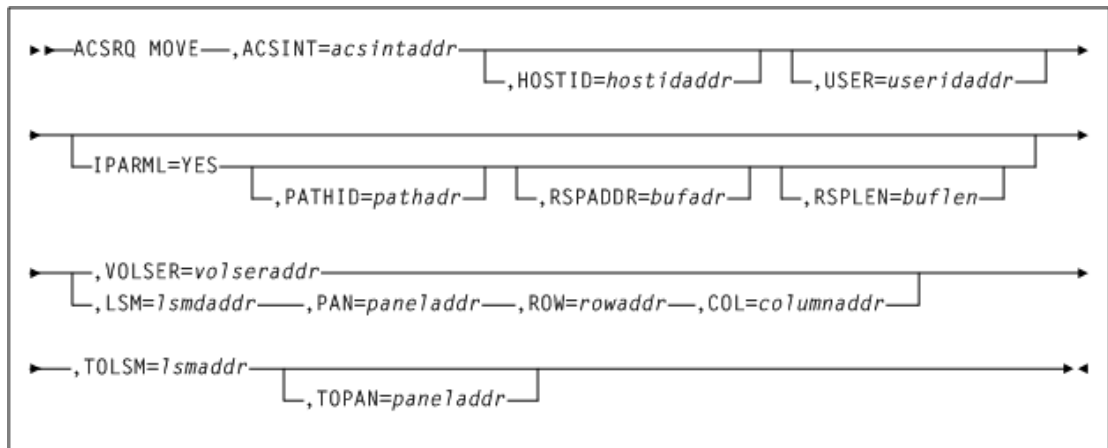 ACSRQ MOVE ,ACSINT=acsintaddr
,HOSTID=hostidaddr ,USER=useridaddr
IPARML=YES
,PATHID=pathadr ,RSPADDR=bufadr ,RSPLEN=buflen
,VOLSER=volseraddr
,LSM=lsmdaddr ,PAN=paneladdr ,ROW=rowaddr ,COL=columnaddr
,TOLSM=lsmaddr
,TOPAN=paneladdr